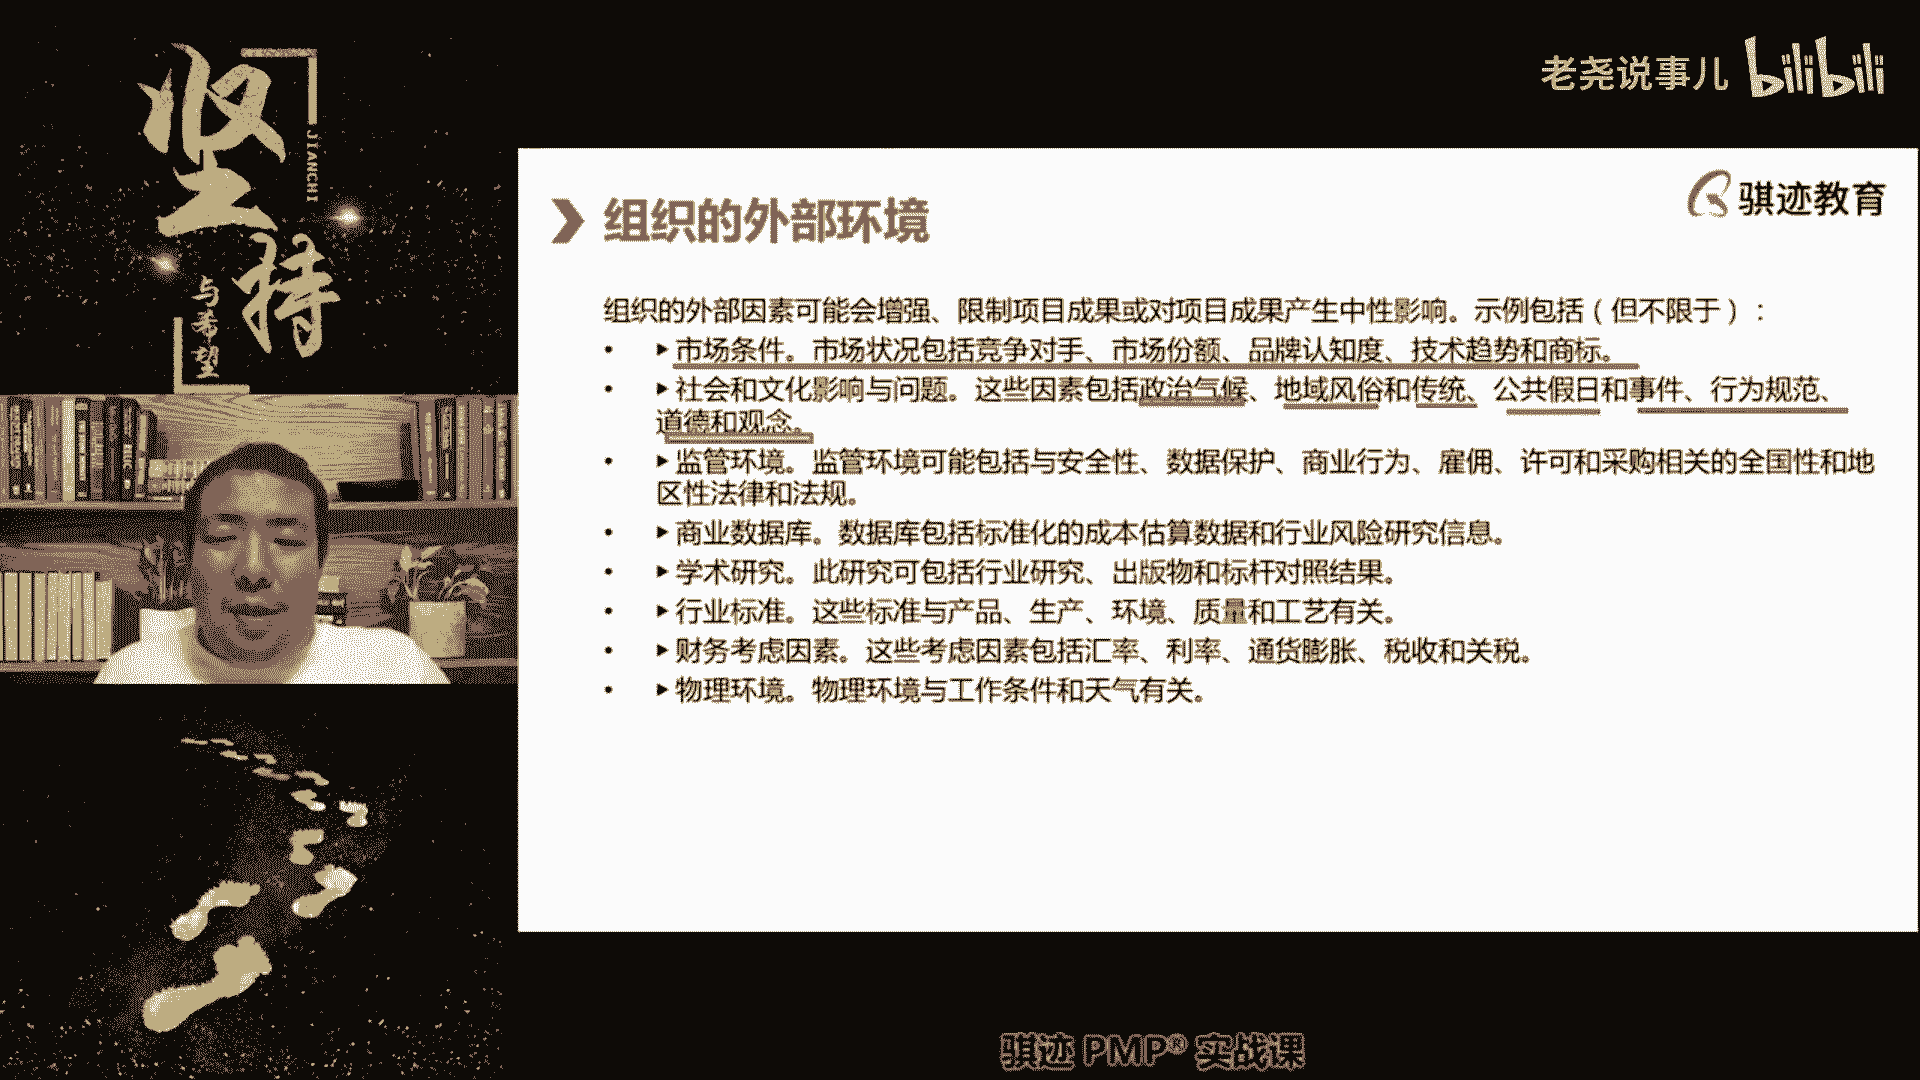 坚持
JIANCHI
与希望
老尧说事儿 bilibili
骐迹教育
组织的外部环境
组织的外部因素可能会增强、限制项目成果或对项目成果产生中性影响。示例包括（但不限于）：
• ▸市场条件。市场状况包括竞争对手、市场份额、品牌认知度、技术趋势和商标。
• ▸社会和文化影响与问题。这些因素包括政治气候、地域风俗和传统、公共假日和事件、行为规范、
道德和观念。
• ▸监管环境。监管环境可能包括与安全性、数据保护、商业行为、雇佣、许可和采购相关的全国性和地
区性法律和法规。
• ▸商业数据库。数据库包括标准化的成本估算数据和行业风险研究信息。
• ▸学术研究。此研究可包括行业研究、出版物和标杆对照结果。
• ▸行业标准。这些标准与产品、生产、环境、质量和工艺有关。
• ▸财务考虑因素。这些考虑因素包括汇率、利率、通货膨胀、税收和关税。
• ▸物理环境。物理环境与工作条件和天气有关。
骐迹 PMP® 实战课